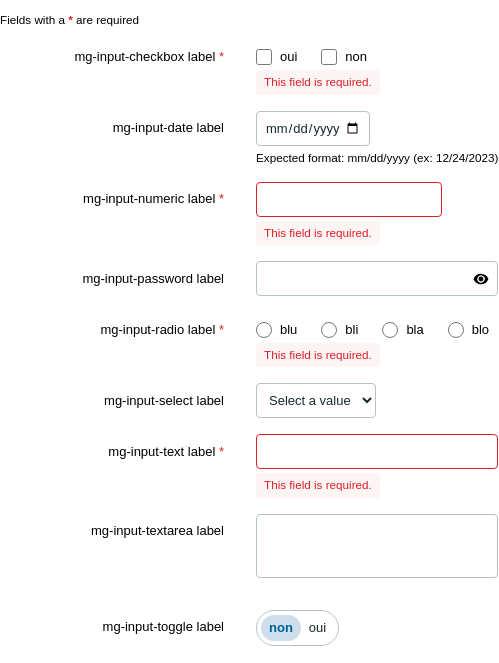 Fields with a * are required
mg-input-checkbox label * oui non
This field is required.
mg-input-date label mm/dd/yyyy
Expected format: mm/dd/yyyy (ex: 12/24/2023)
mg-input-numeric label *
This field is required.
mg-input-password label
mg-input-radio label * blu bli bla blo
This field is required.
mg-input-select label Select a value
mg-input-text label *
This field is required.
mg-input-textarea label
mg-input-toggle label non oui